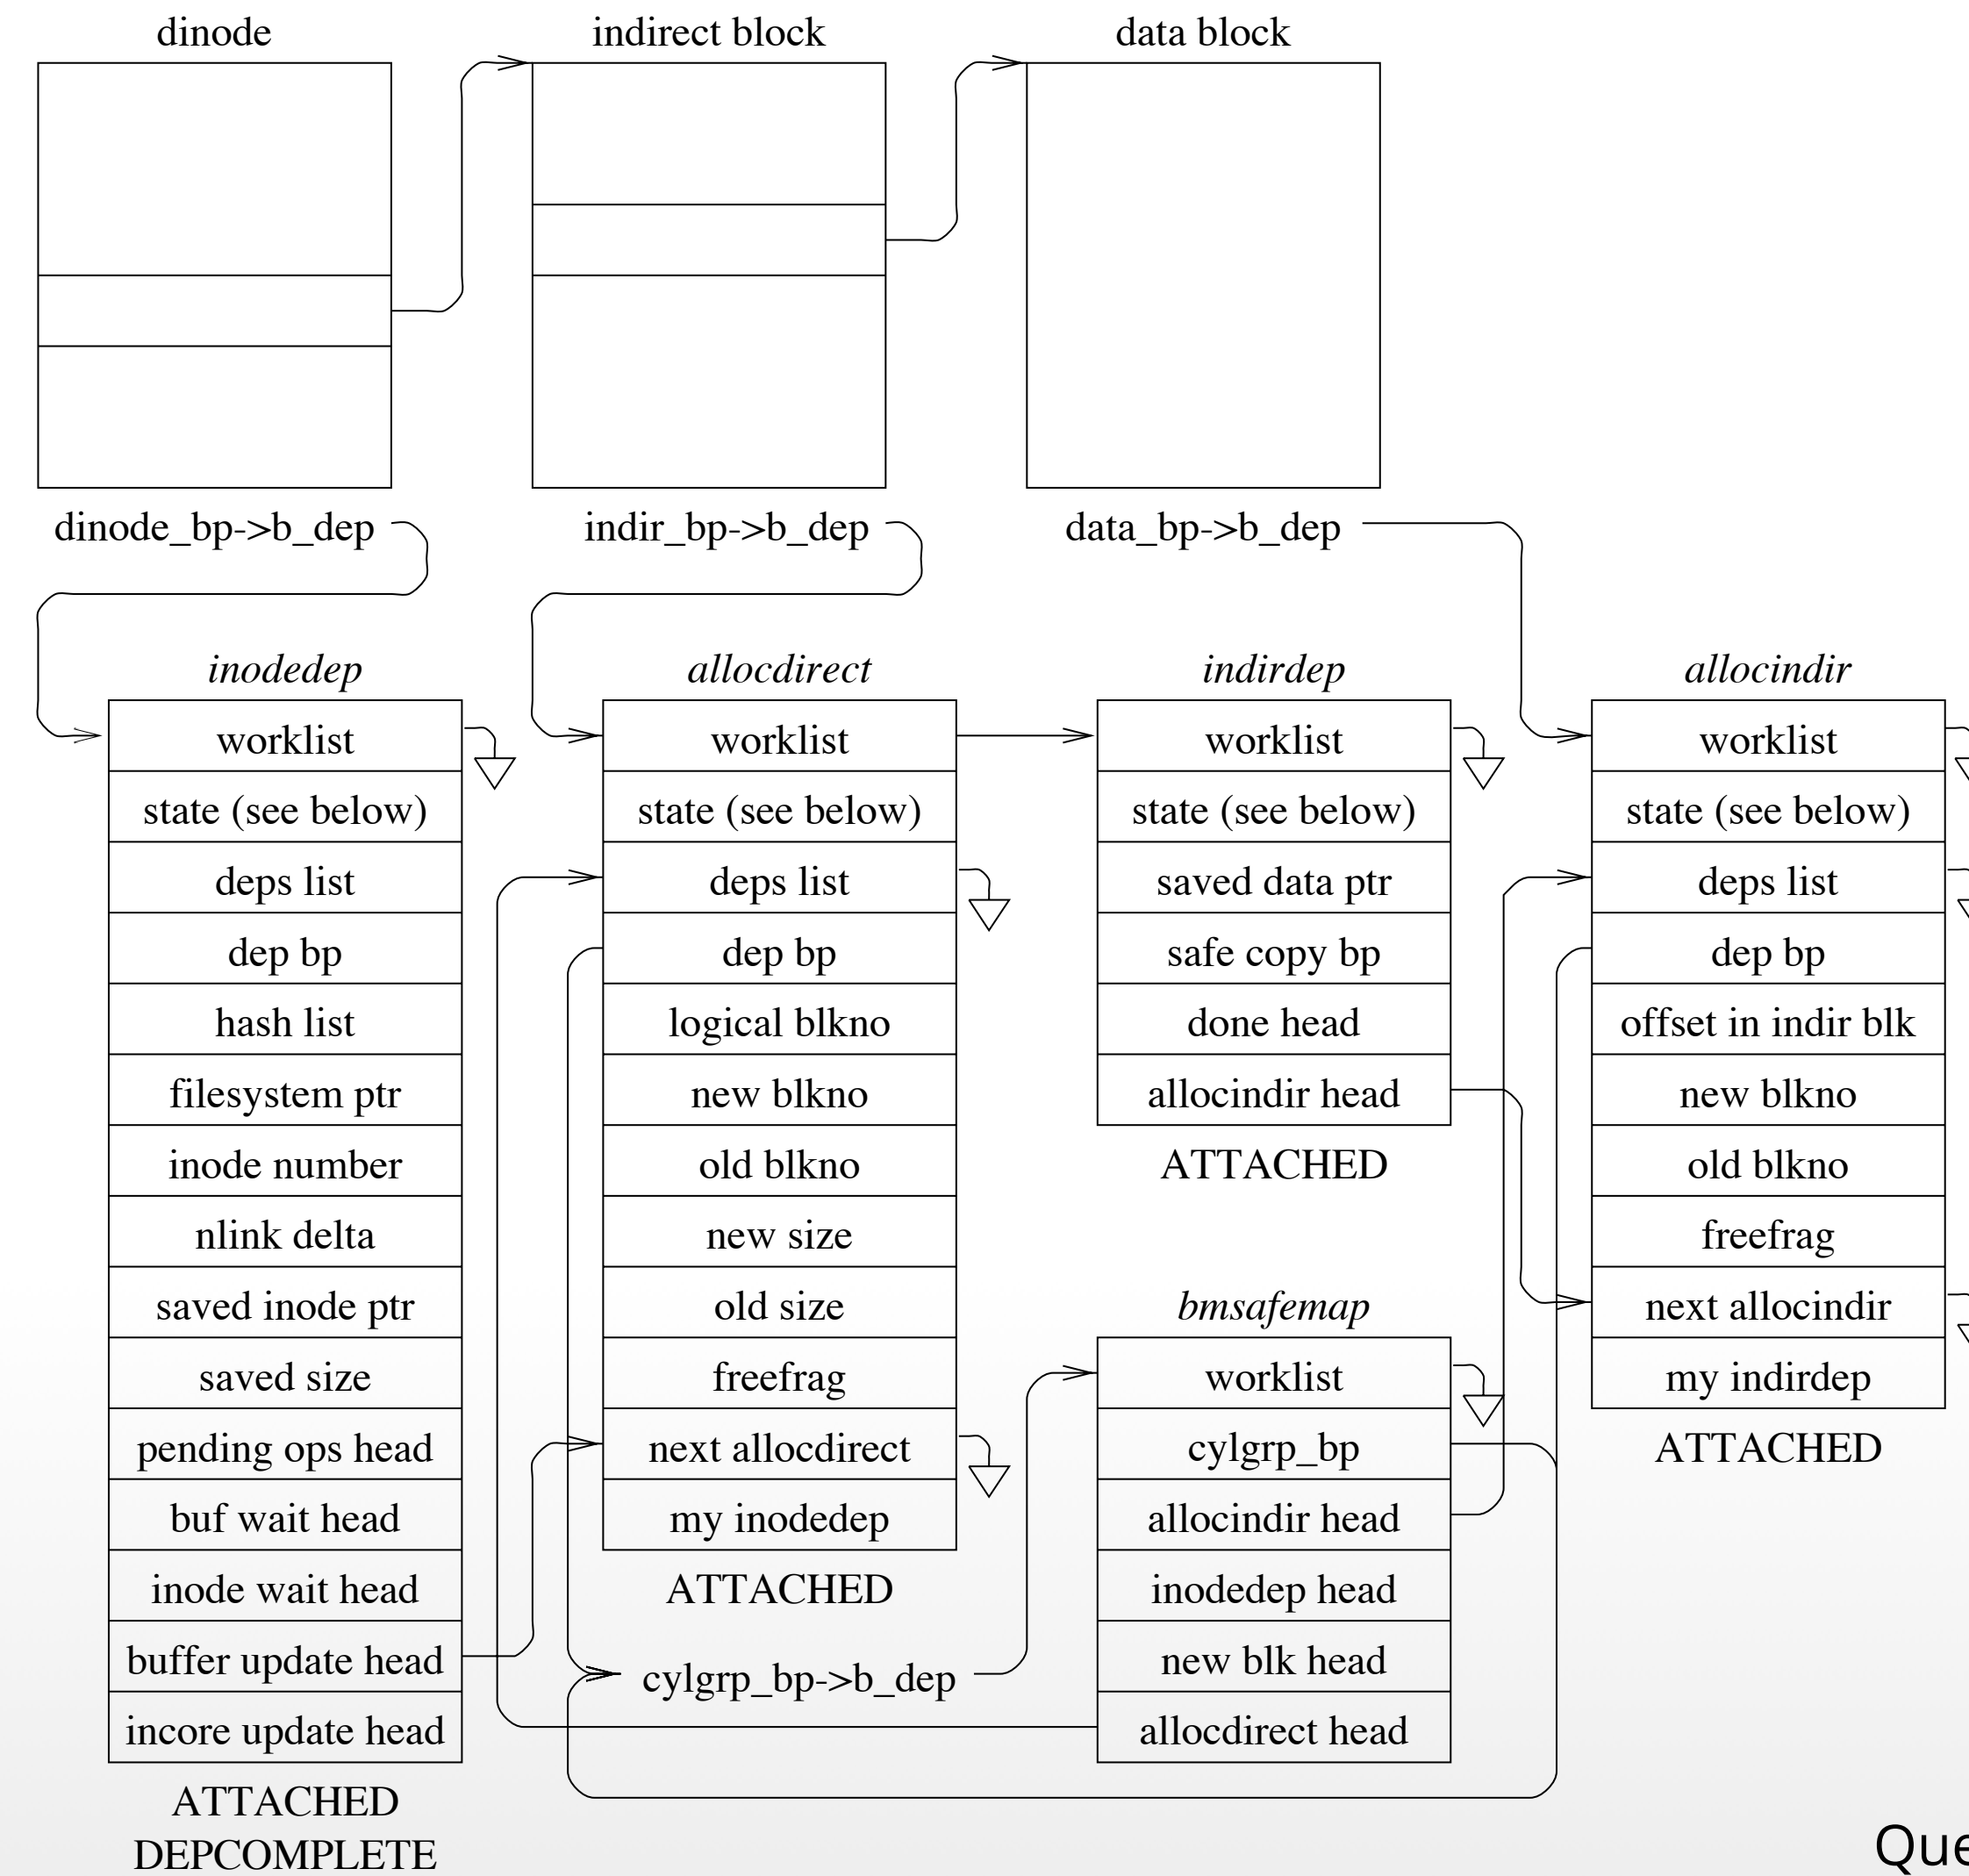 dinode
indirect block
data block
dinode_bp->b_dep
indir_bp->b_dep
data_bp->b_dep
inodedep
worklist
state (see below)
deps list
dep bp
hash list
filesystem ptr
inode number
nlink delta
saved inode ptr
saved size
pending ops head
buf wait head
inode wait head
buffer update head
incore update head
ATTACHED
DEPCOMPLETE
allocdirect
worklist
state (see below)
deps list
dep bp
logical blkno
new blkno
old blkno
new size
old size
freefrag
next allocdirect
my inodedep
ATTACHED
cylgrp_bp->b_dep
indirdep
worklist
state (see below)
saved data ptr
safe copy bp
done head
allocindir head
ATTACHED
bmsafemap
worklist
cylgrp_bp
allocindir head
inodedep head
new blk head
allocdirect head
allocindir
worklist
state (see below)
deps list
dep bp
offset in indir blk
new blkno
old blkno
freefrag
next allocindir
my indirdep
ATTACHED